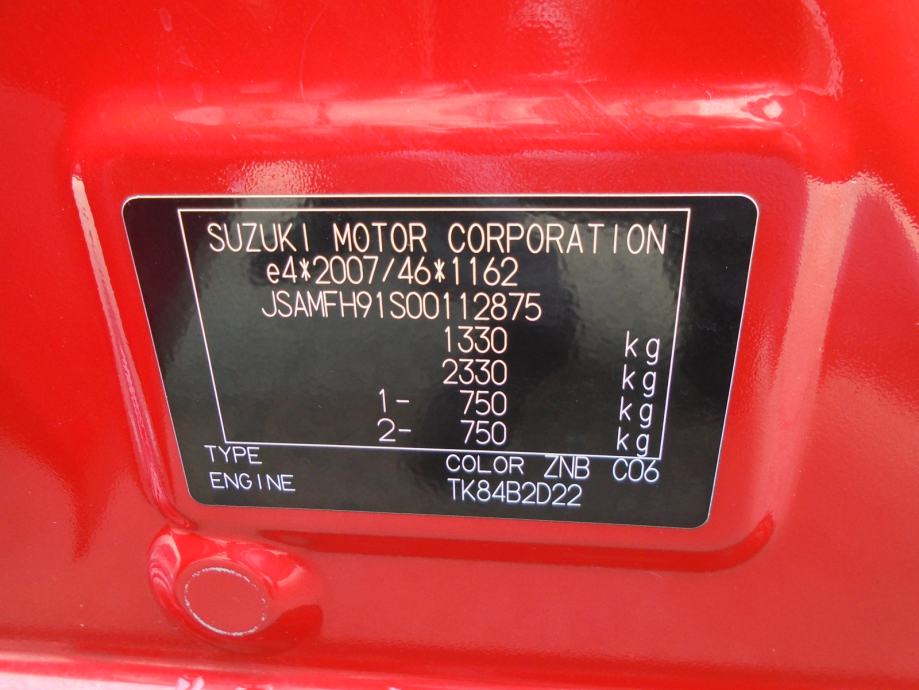 SUZUKI MOTOR CORPORATION
e4*2007/46*1162
JSAMFH91S00112875
1330 kg
2330 kg
1- 750 kg
2- 750 kg
TYPE COLOR ZNB C06
ENGINE TK84B2D22